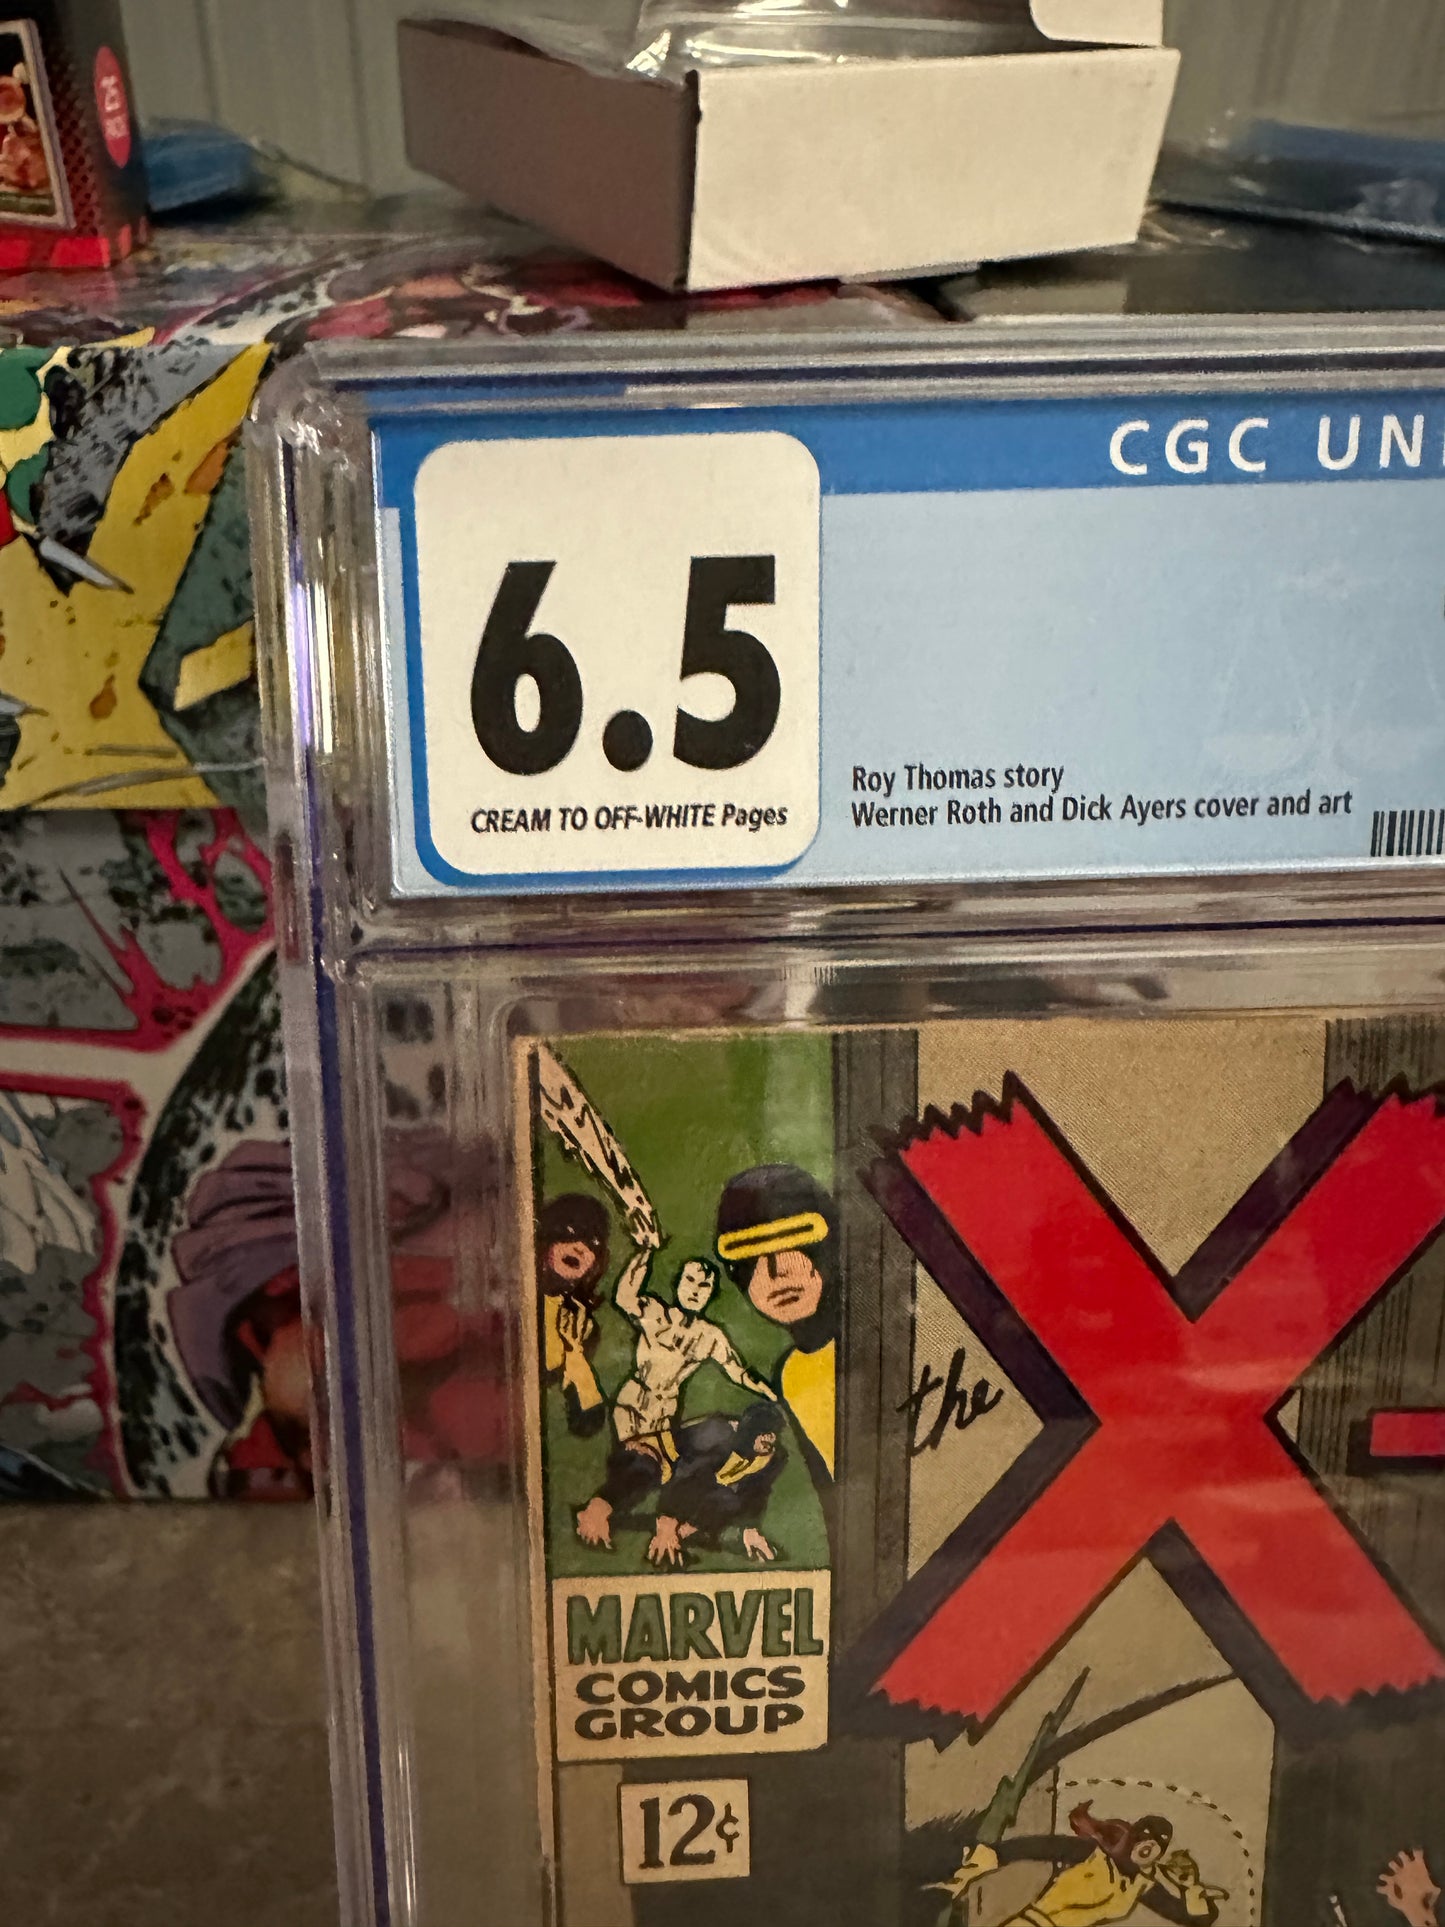 CGC UNI
6.5
CREAM TO OFF-WHITE Pages
Roy Thomas story
Werner Roth and Dick Ayers cover and art
the X-
MARVEL
COMICS
GROUP
12¢